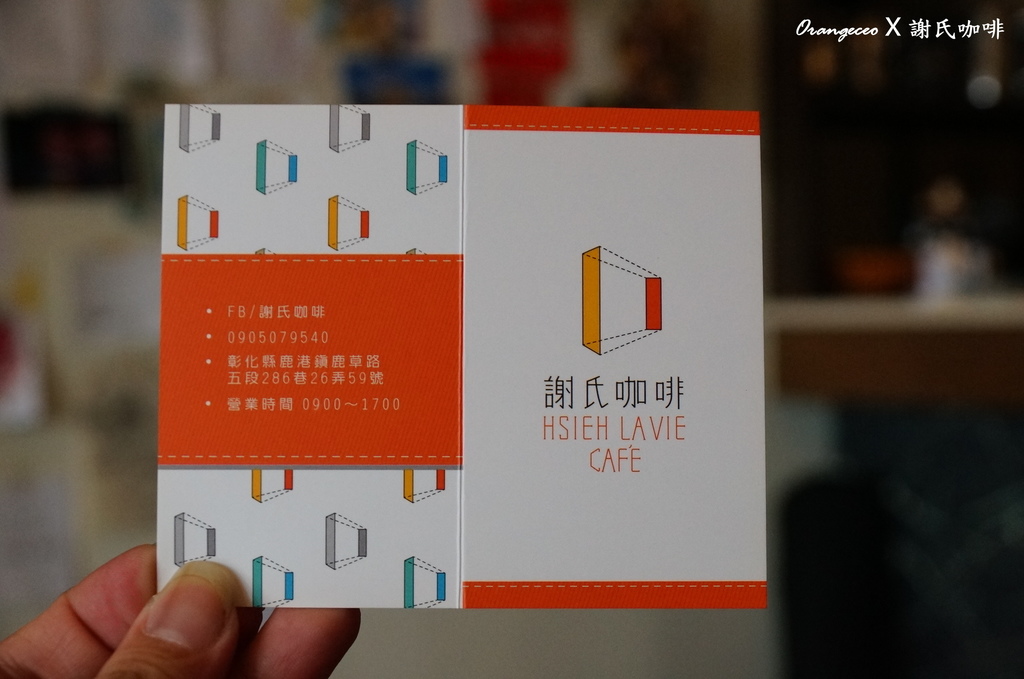 Orangeceo X 謝氏咖啡
• FB/謝氏咖啡
• 0905079540
• 彰化縣鹿港鎮鹿草路
五段286巷26弄59號
• 營業時間 0900～1700
謝氏咖啡
HSIEH LAVIE
CAFÉ